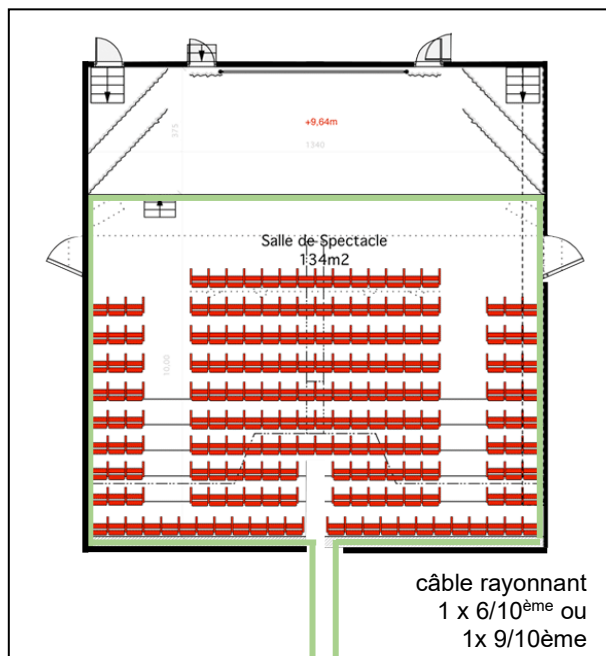 +9,64m
375
1340
Salle de Spectacle
134m2
10,00
câble rayonnant
1 x 6/10ème ou
1x 9/10ème